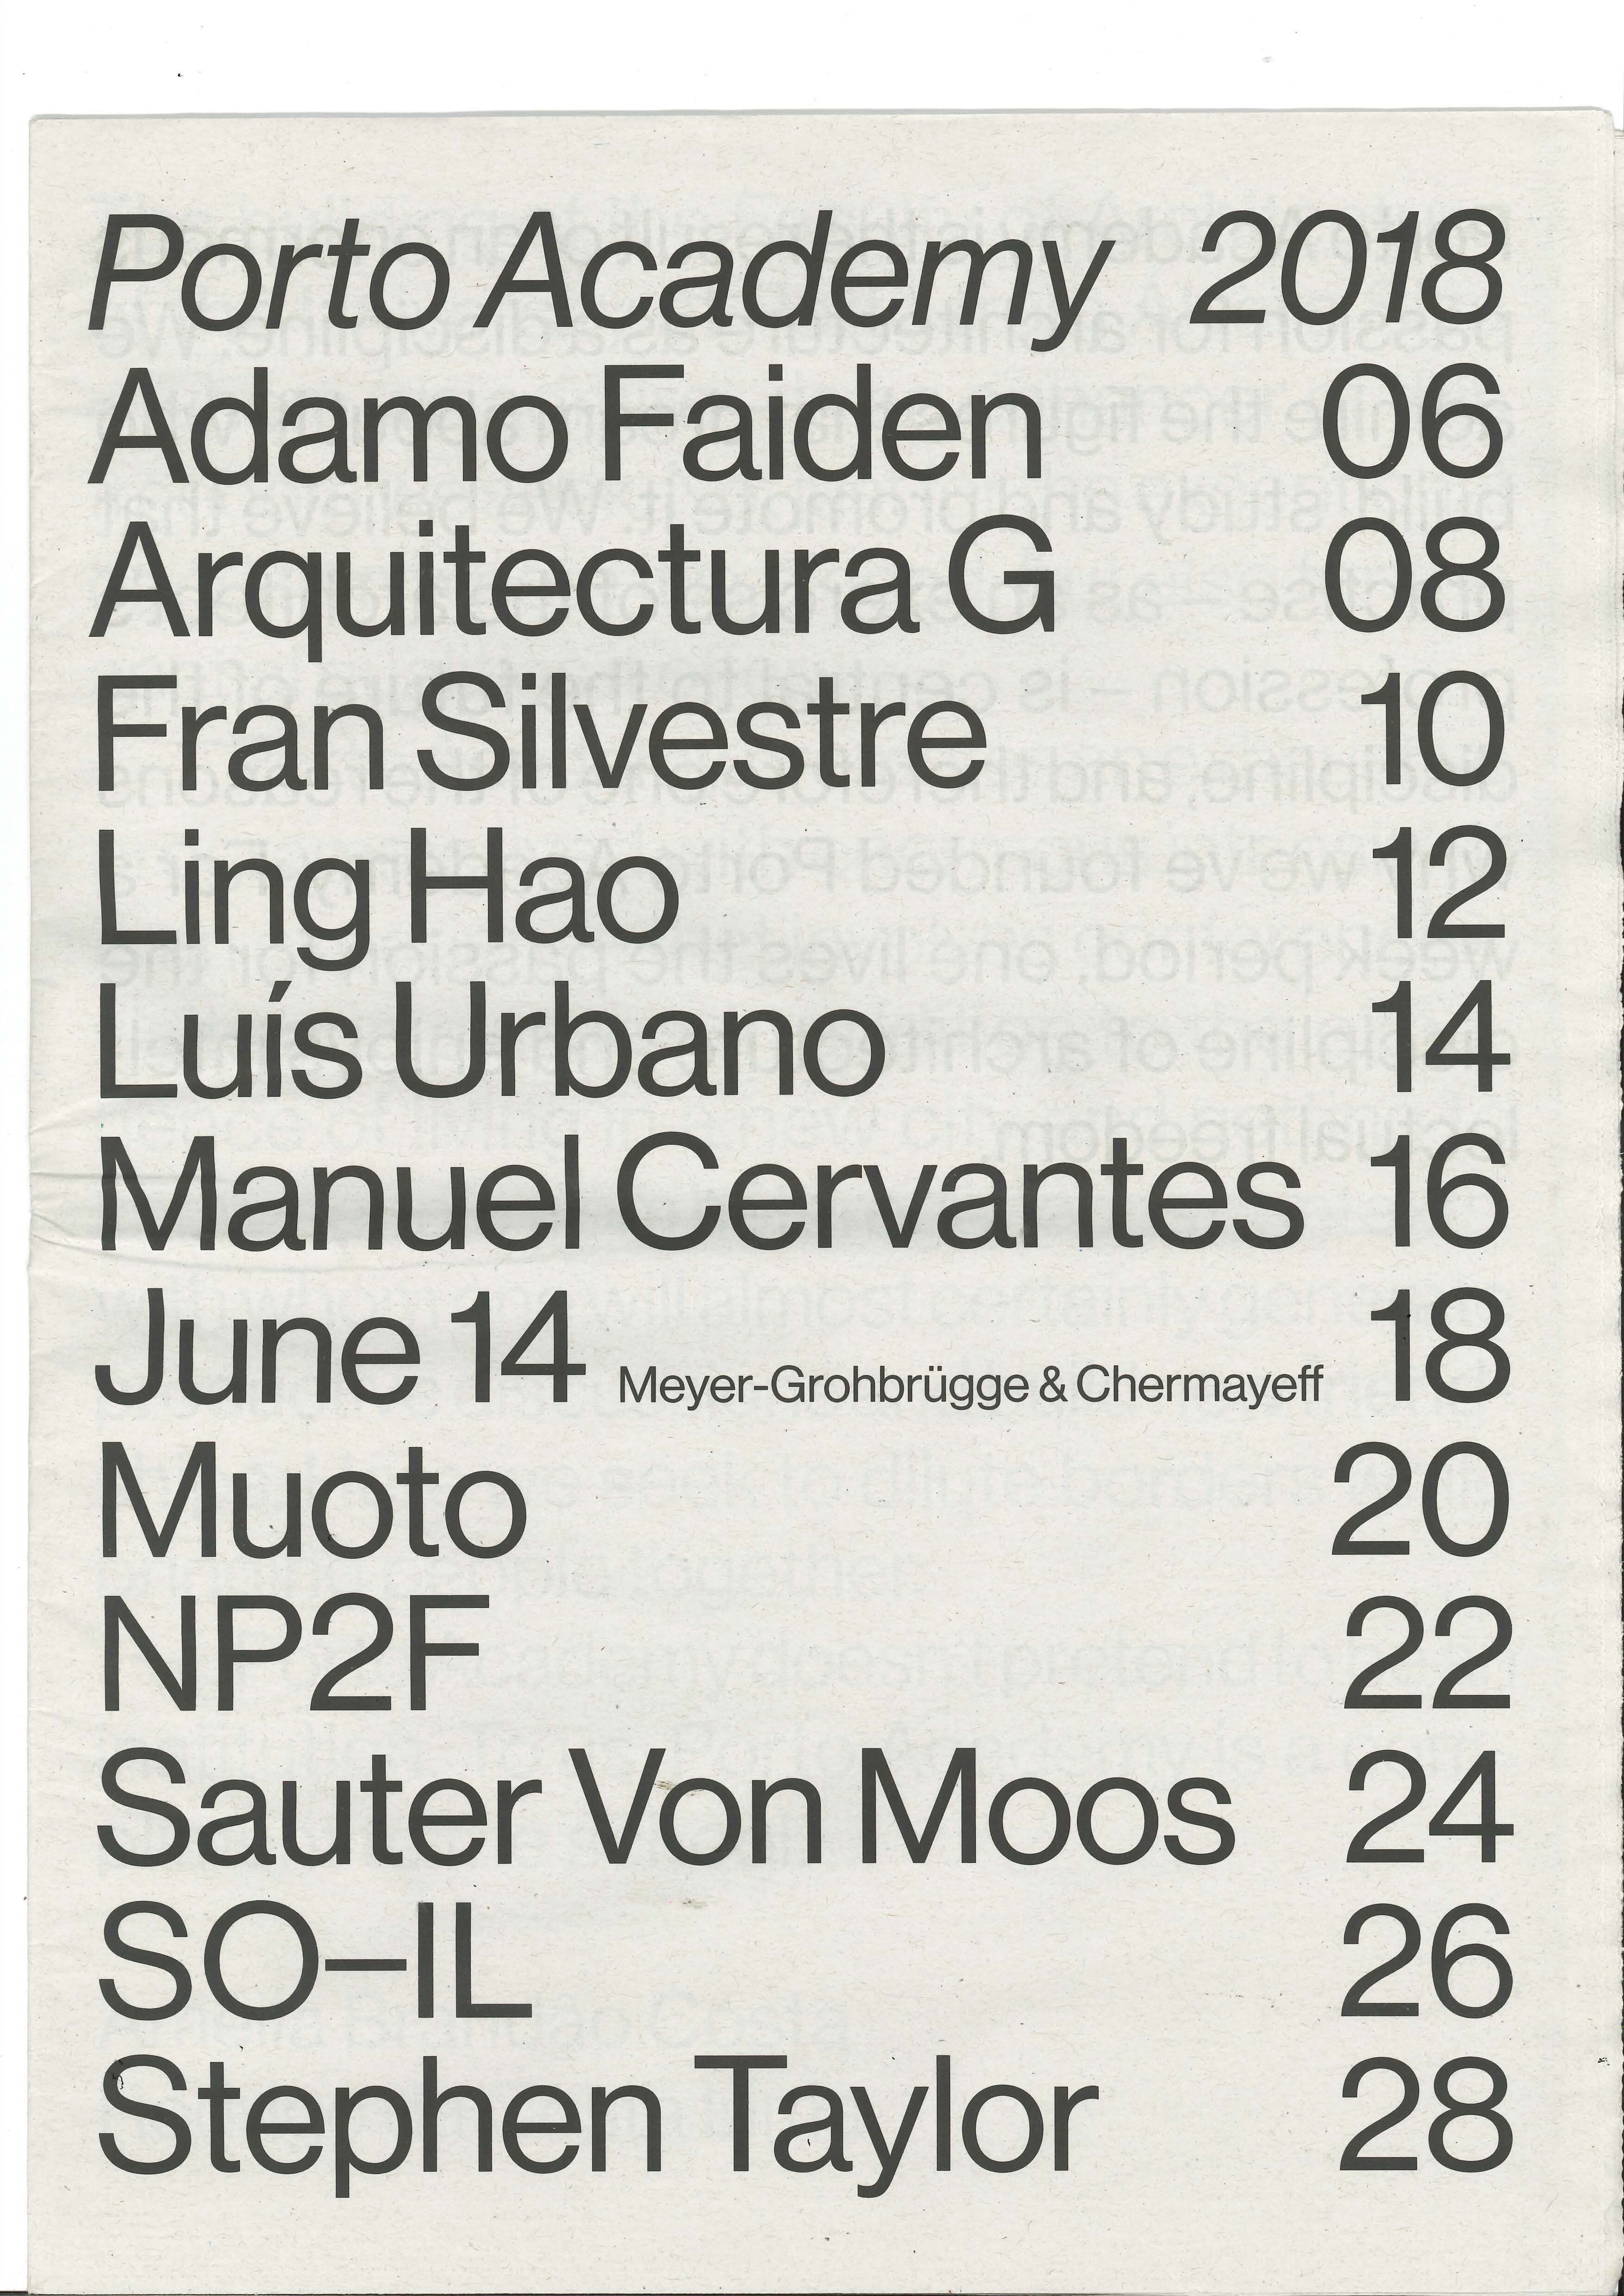 Porto Academy 2018
Adamo Faiden 06
Arquitectura G 08
Fran Silvestre 10
Ling Hao 12
Luís Urbano 14
Manuel Cervantes 16
June 14 Meyer-Grohbrügge & Chermayeff 18
Muoto 20
NP2F 22
Sauter Von Moos 24
SO–IL 26
Stephen Taylor 28